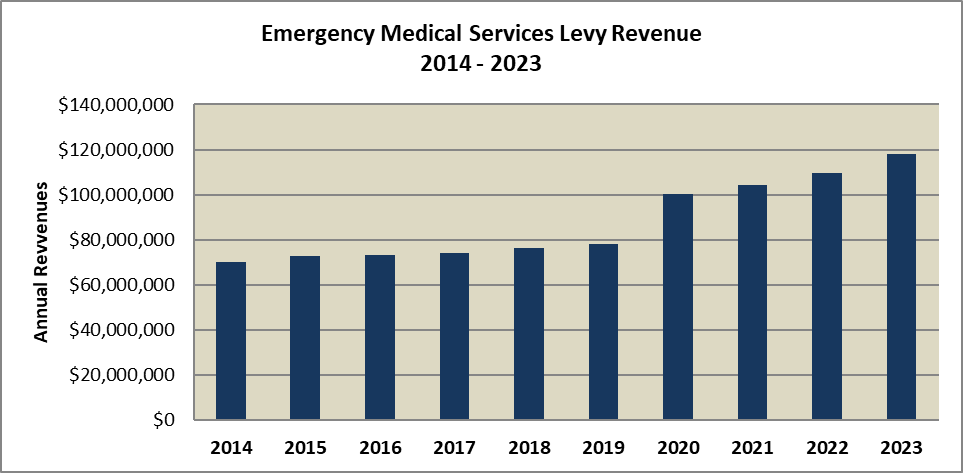 Emergency Medical Services Levy Revenue
2014 - 2023
Annual Revvenues
$140,000,000
$120,000,000
$100,000,000
$80,000,000
$60,000,000
$40,000,000
$20,000,000
$0
2014 2015 2016 2017 2018 2019 2020 2021 2022 2023